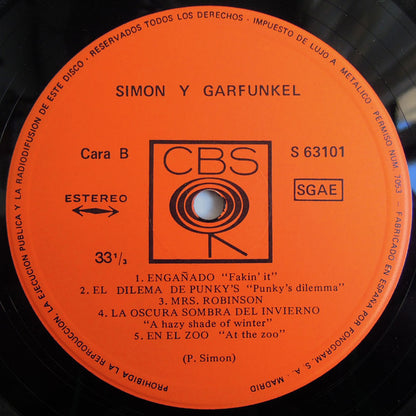 RESERVADOS TODOS LOS DERECHOS - IMPUESTO DE LUJO A METALICO - PERMISO NUM. 7053 - FABRICADO EN ESPAÑA POR FONOGRAM, S. A. - MADRID
PROHIBIDA LA REPRODUCCION, LA EJECUCION PUBLICA Y LA RADIODIFUSION DE ESTE DISCO -
SIMON Y GARFUNKEL
Cara B
CBS
S 63101
ESTEREO
SGAE
33 1/3
1. ENGAÑADO "Fakin' it"
2. EL DILEMA DE PUNKY'S "Punky's dilemma"
3. MRS. ROBINSON
4. LA OSCURA SOMBRA DEL INVIERNO
"A hazy shade of winter"
5. EN EL ZOO "At the zoo"
(P. Simon)